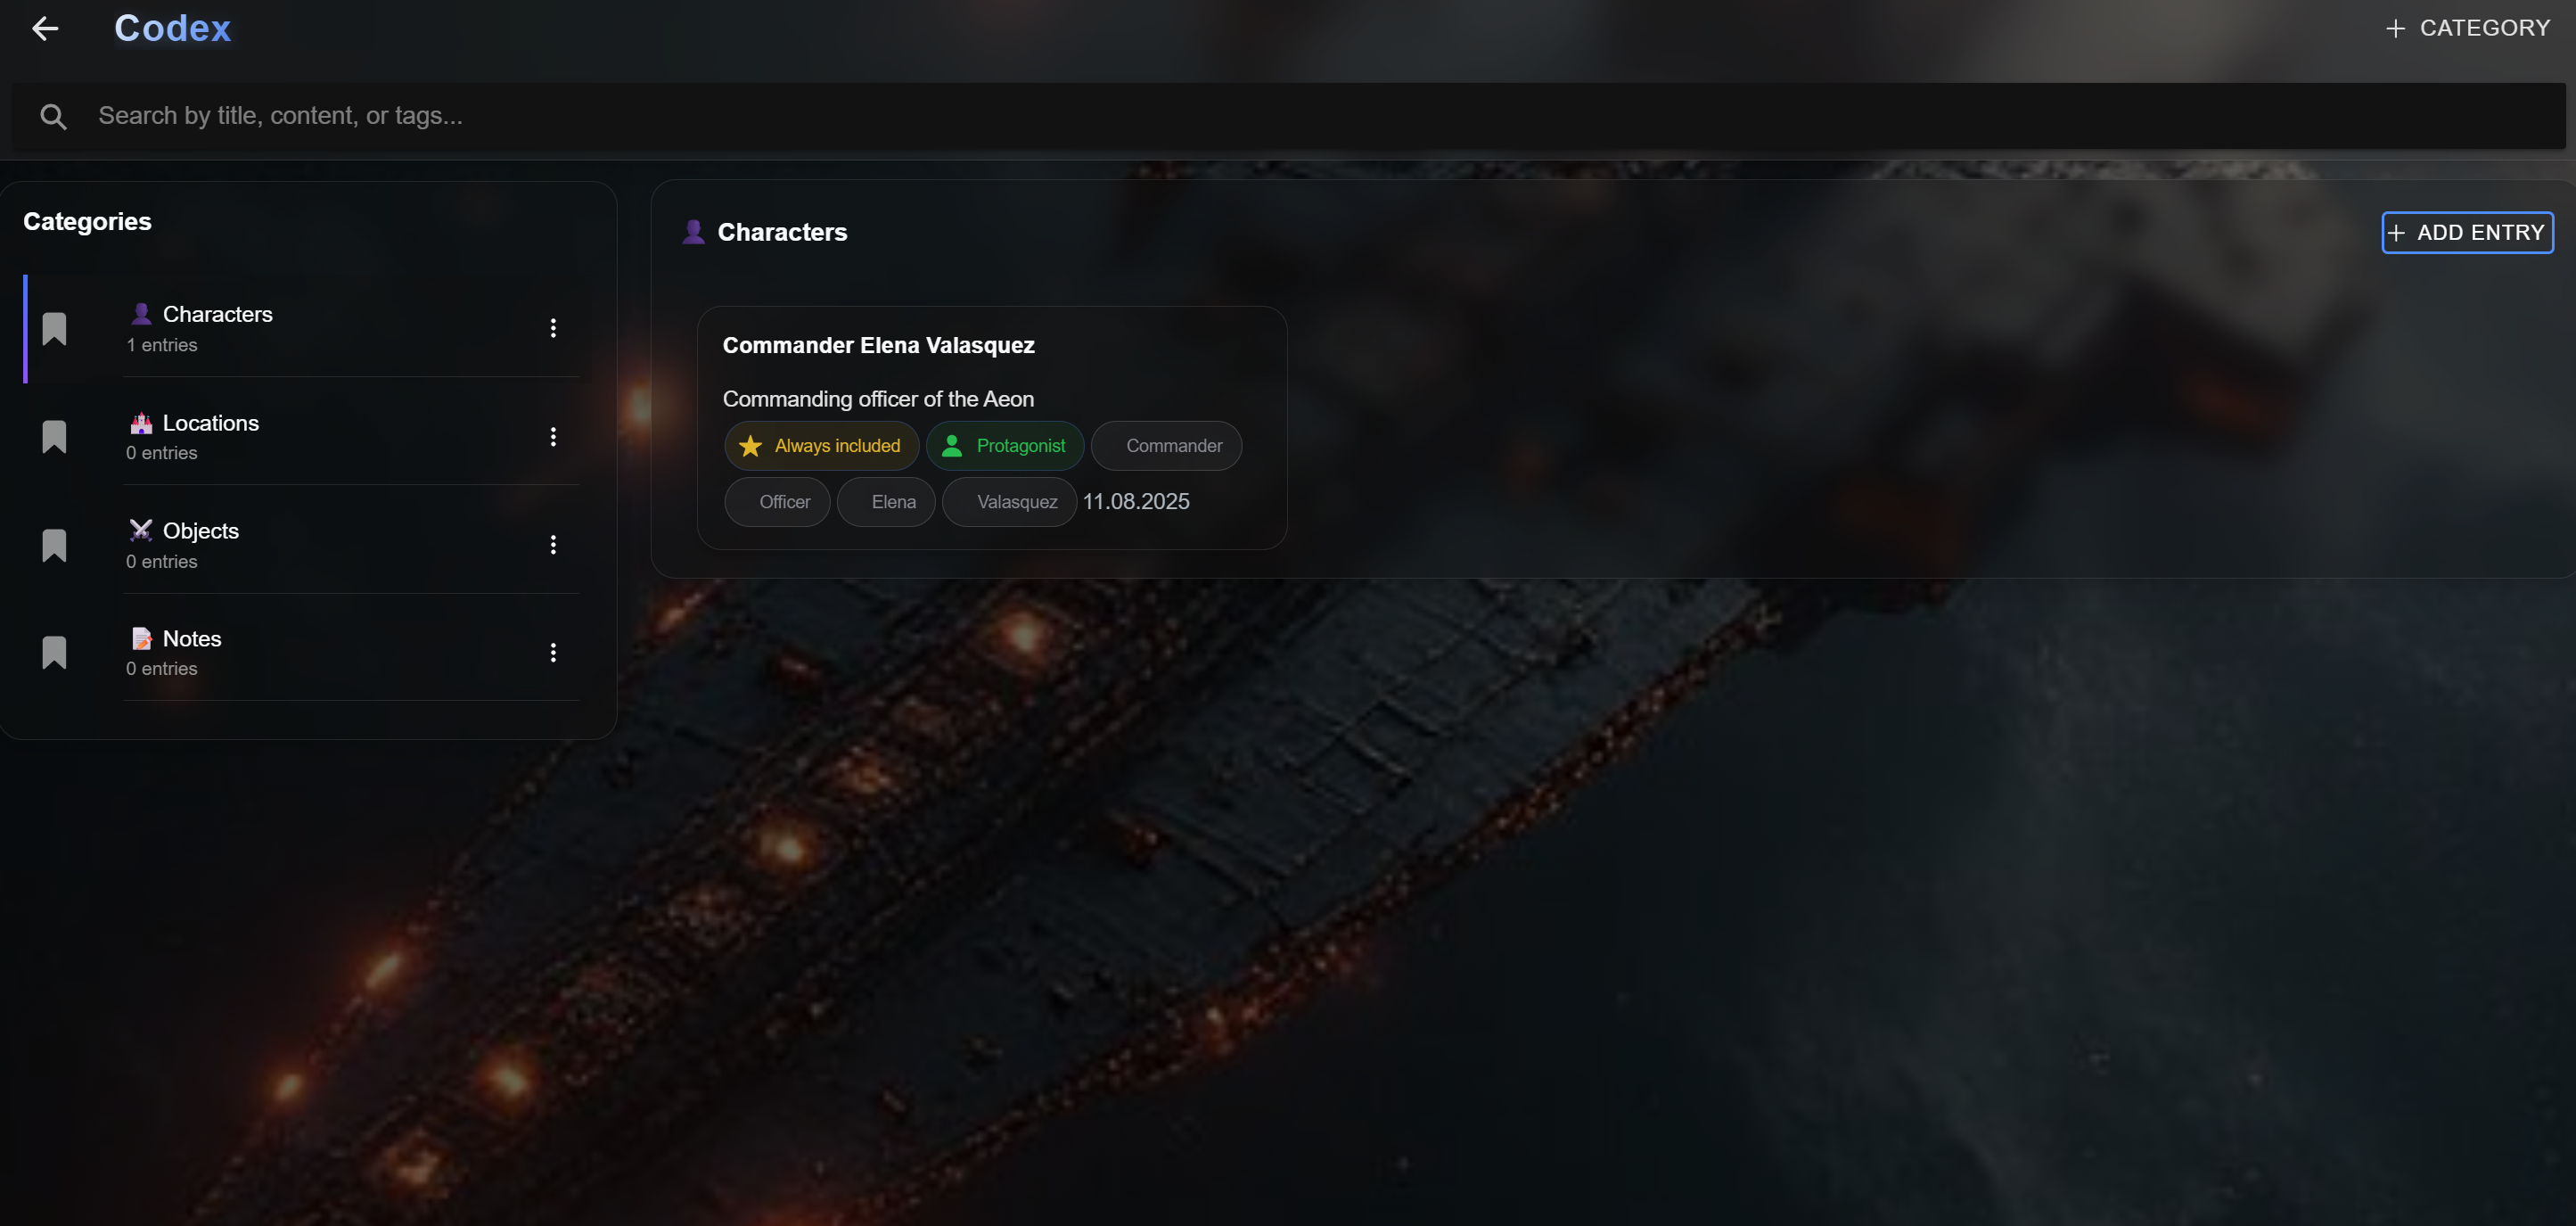 Codex
CATEGORY
Search by title, content, or tags...
Categories
Characters
1 entries
Locations
0 entries
Objects
0 entries
Notes
0 entries
Characters
ADD ENTRY
Commander Elena Valasquez
Commanding officer of the Aeon
Always included Protagonist Commander
Officer Elena Valasquez 11.08.2025